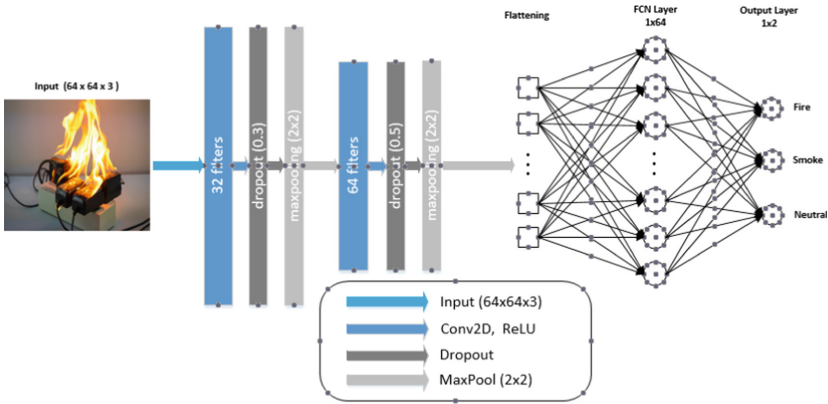 Input (64 x 64 x 3 )
32 filters
dropout (0.3)
maxpooling (2x2)
64 filters
dropout (0.5)
maxpooling (2x2)
Flattening
FCN Layer
1x64
Output Layer
1x2
Fire
Smoke
Neutral
Input (64x64x3)
Conv2D, ReLU
Dropout
MaxPool (2x2)